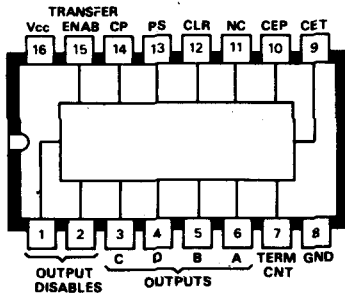 TRANSFER
Vcc ENAB CP PS CLR NC CEP CET
16 15 14 13 12 11 10 9
1 2 3 4 5 6 7 8
C D B A TERM GND
OUTPUT DISABLES
OUTPUTS
CNT